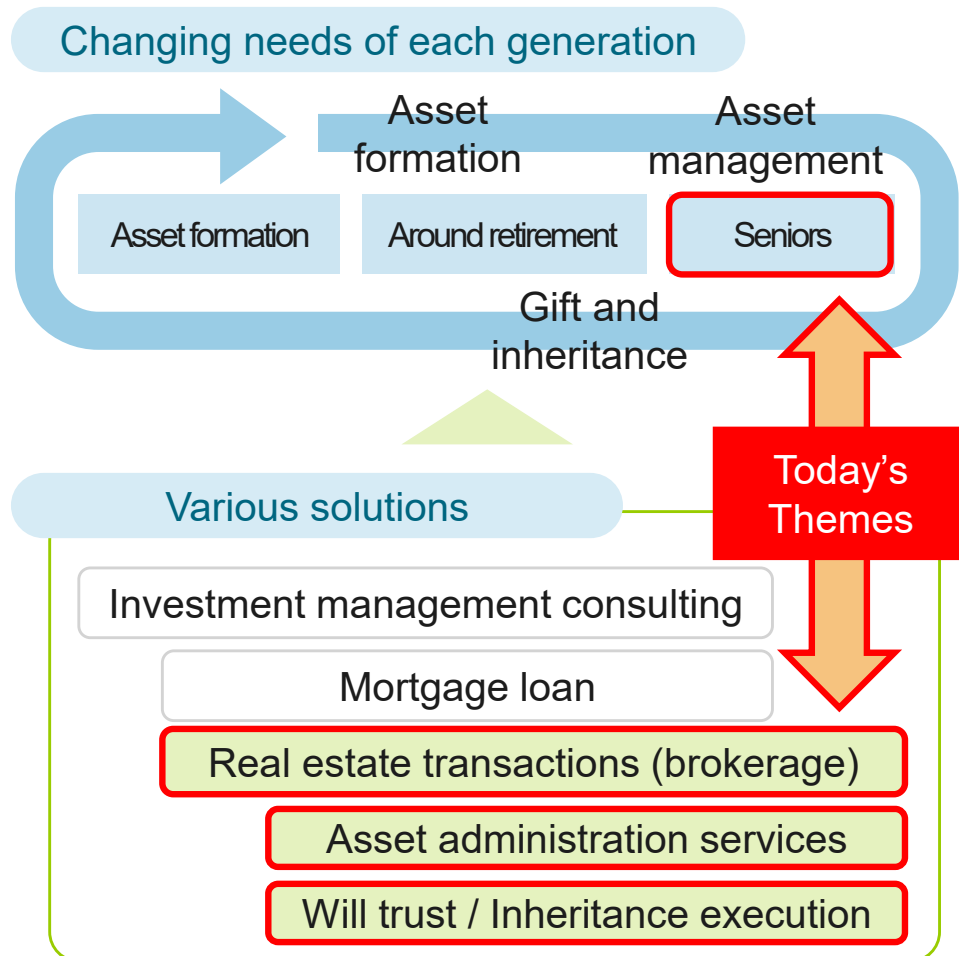 Changing needs of each generation
Asset
formation
Asset
management
Asset formation
Around retirement
Seniors
Gift and
inheritance
Today’s
Themes
Various solutions
Investment management consulting
Mortgage loan
Real estate transactions (brokerage)
Asset administration services
Will trust / Inheritance execution